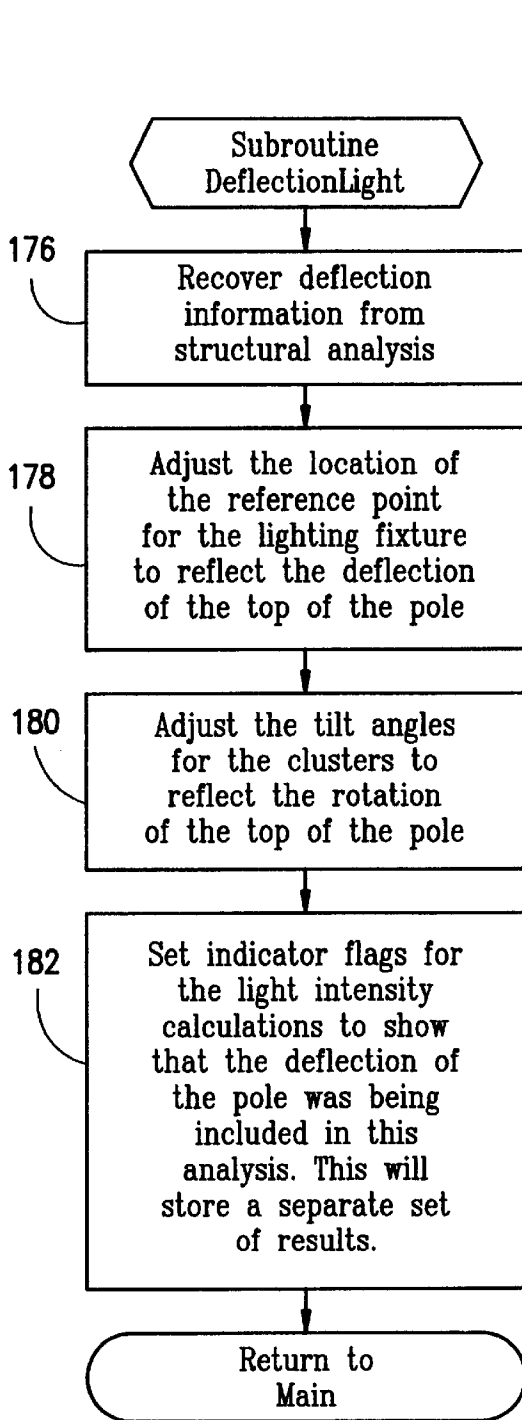 Subroutine
DeflectionLight
176
Recover deflection
information from
structural analysis
178
Adjust the location of
the reference point
for the lighting fixture
to reflect the deflection
of the top of the pole
180
Adjust the tilt angles
for the clusters to
reflect the rotation
of the top of the pole
182
Set indicator flags for
the light intensity
calculations to show
that the deflection of
the pole was being
included in this
analysis. This will
store a separate set
of results.
Return to
Main